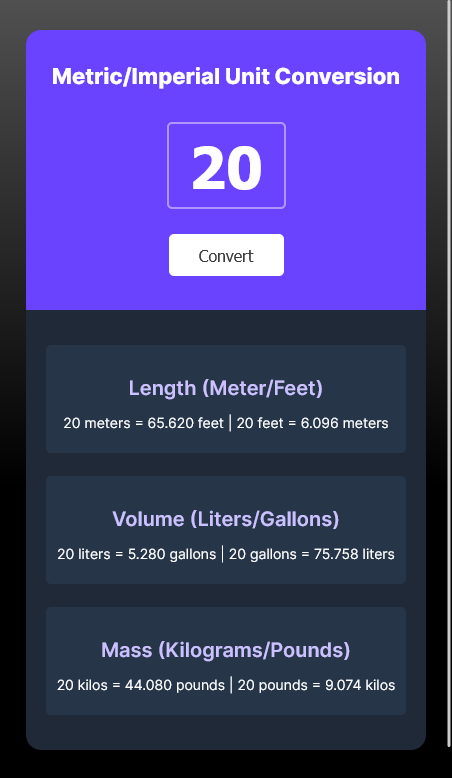 Metric/Imperial Unit Conversion
20
Convert
Length (Meter/Feet)
20 meters = 65.620 feet | 20 feet = 6.096 meters
Volume (Liters/Gallons)
20 liters = 5.280 gallons | 20 gallons = 75.758 liters
Mass (Kilograms/Pounds)
20 kilos = 44.080 pounds | 20 pounds = 9.074 kilos